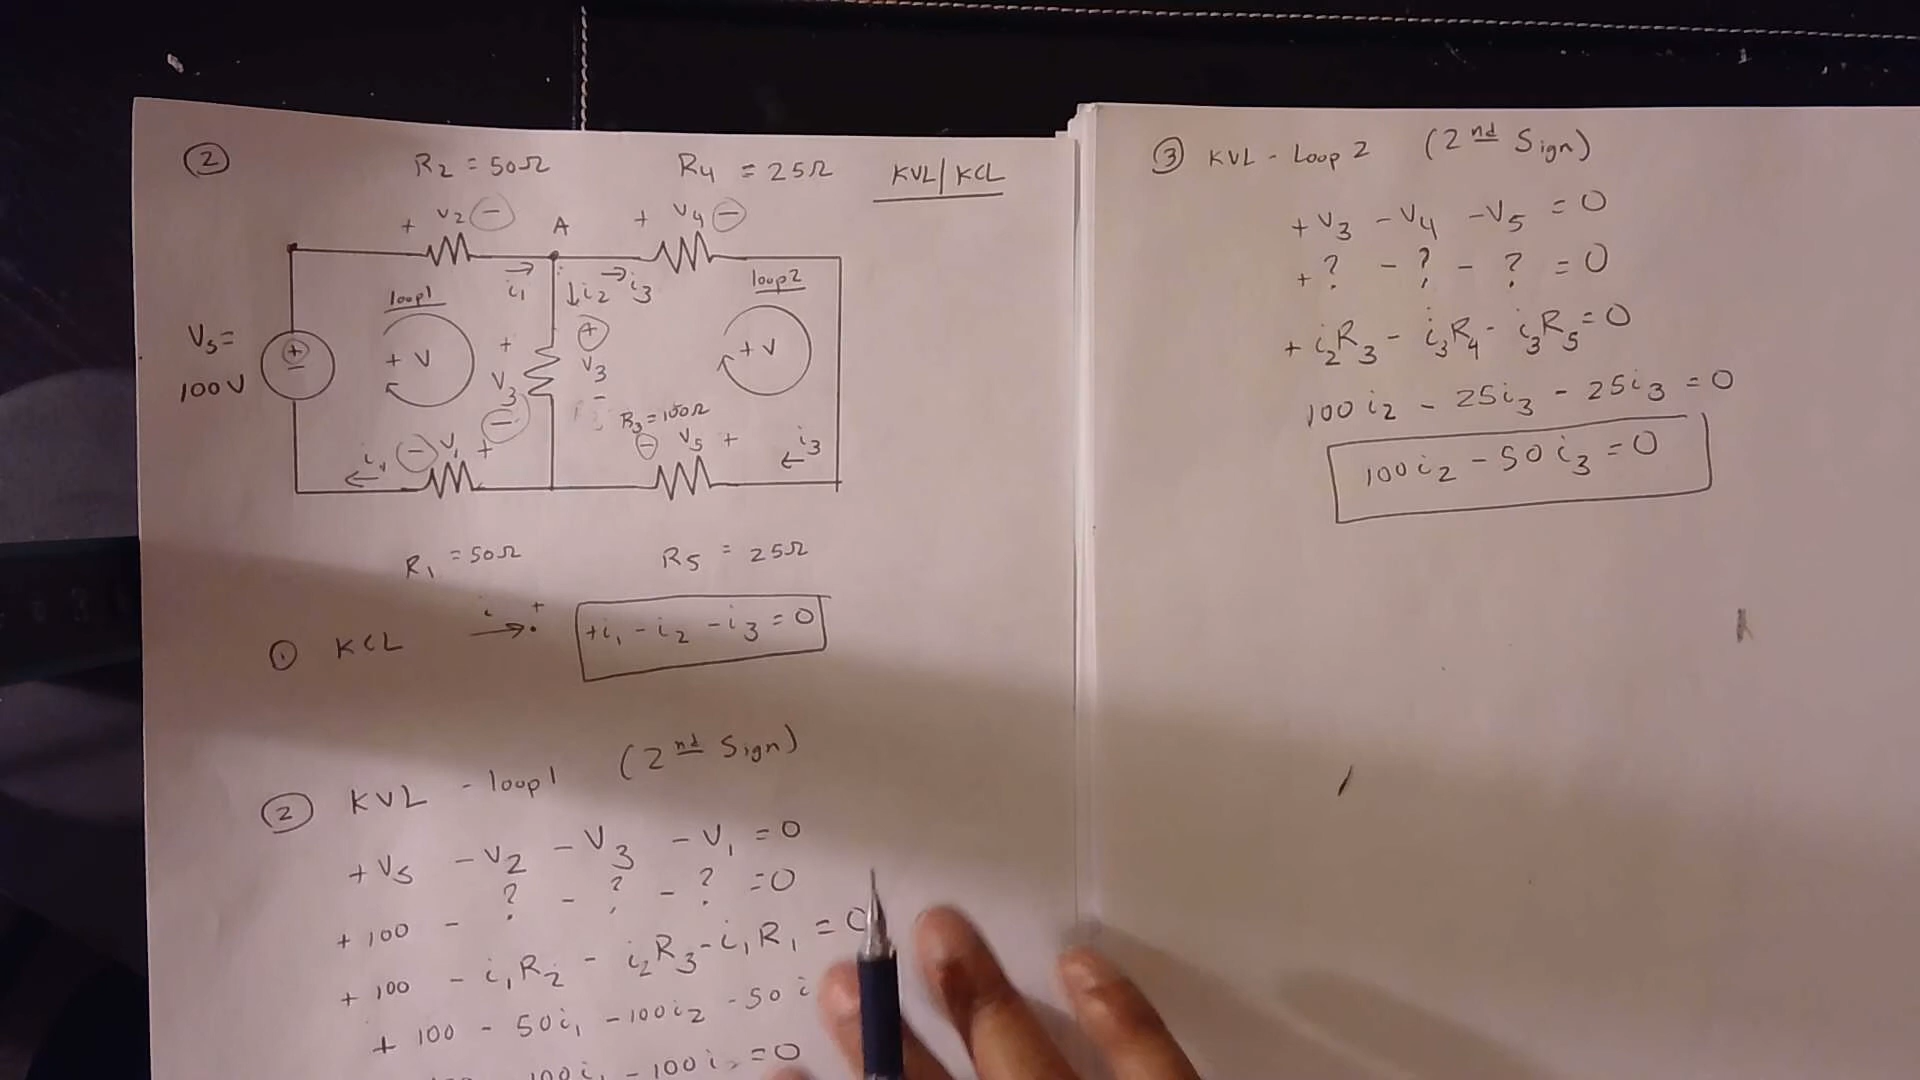 ②
R2 = 50Ω
R4 = 25Ω
KVL/KCL
+ V2 -
A
+ V4 -
i1
↓i2
→i3
loop1
loop2
Vs=
100V
+
-
+ V
+ V
+
V3
-
+
V3
-
R3=100Ω
i1
- V1 +
- V5 +
i3
R1 = 50Ω
R5 = 25Ω
① KCL
i
+
+i1 - i2 - i3 = 0
② KVL - loop1 (2nd Sign)
+Vs - V2 - V3 - V1 = 0
+100 - ? - ? - ? = 0
+100 - i1R2 - i2R3 - i1R1 = 0
+ 100 - 50i1 - 100i2 - 50i
100i1 - 100i2 = 0
③ KVL - Loop 2 (2nd Sign)
+V3 - V4 - V5 = 0
+? - ? - ? = 0
+i2R3 - i3R4 - i3R5 = 0
100i2 - 25i3 - 25i3 = 0
100i2 - 50i3 = 0